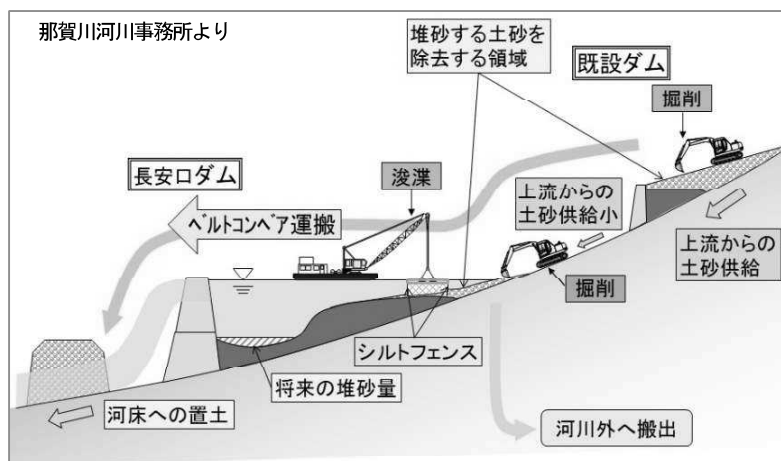 那賀川河川事務所より
堆砂する土砂を
除去する領域
既設ダム
掘削
長安口ダム
浚渫
上流からの
土砂供給小
ベルトコンベア運搬
上流からの
土砂供給
掘削
シルトフェンス
将来の堆砂量
河床への置土
河川外へ搬出